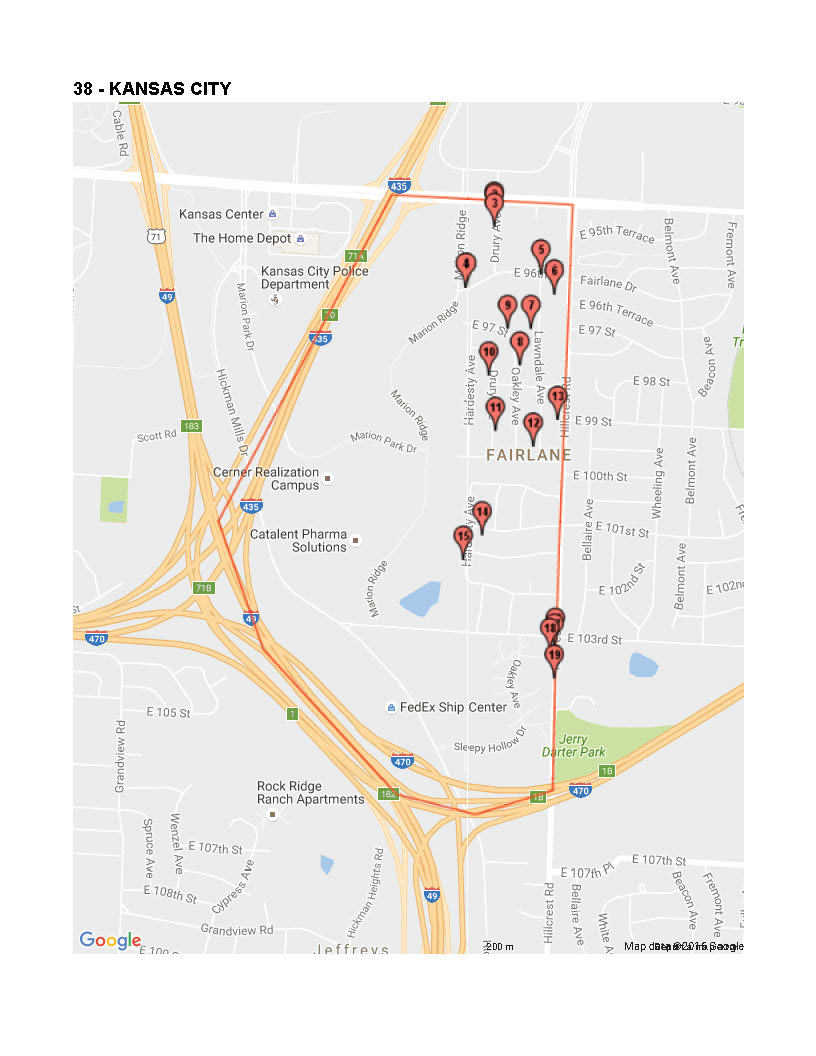 38 - KANSAS CITY
Cable Rd
435
Kansas Center
71
The Home Depot
71A
Kansas City Police
Department
49
Marion Park Dr
70
435
3
Drury Ave
Marion Ridge
4
5
E 96th
6
E 95th Terrace
Belmont Ave
Fremont Ave
Fairlane Dr
E 96th Terrace
9
7
E 97 St
E 97 St
Marion Ridge
8
10
Lawndale Ave
Hardesty Ave
Drury
Oakley Ave
Hillcrest Rd
13
E 98 St
Beacon Ave
Hickman Mills Dr
Marion Ridge
11
12
E 99 St
183
Scott Rd
Marion Park Dr
FAIRLANE
Cerner Realization
Campus
E 100th St
Wheeling Ave
Belmont Ave
435
14
Catalent Pharma
Solutions
15
Hardesty Ave
Bellaire Ave
E 101st St
Marion Ridge
71B
E 102nd St
Belmont Ave
E 102nd
St
49
470
18
E 103rd St
19
Oakley Ave
E 105 St
1
FedEx Ship Center
Grandview Rd
Sleepy Hollow Dr
Jerry
Darter Park
470
1B
Rock Ridge
Ranch Apartments
182
1B
470
Spruce Ave
Wenzel Ave
E 107th St
E 107th St
E 107th Pl
Cypress Ave
Hickman Heights Rd
E 108th St
49
Hillcrest Rd
Bellaire Ave
White A
Beacon Ave
Fremont Ave
Grandview Rd
Google
E 109
Jeffreys
200 m
Map data ©2015 Google